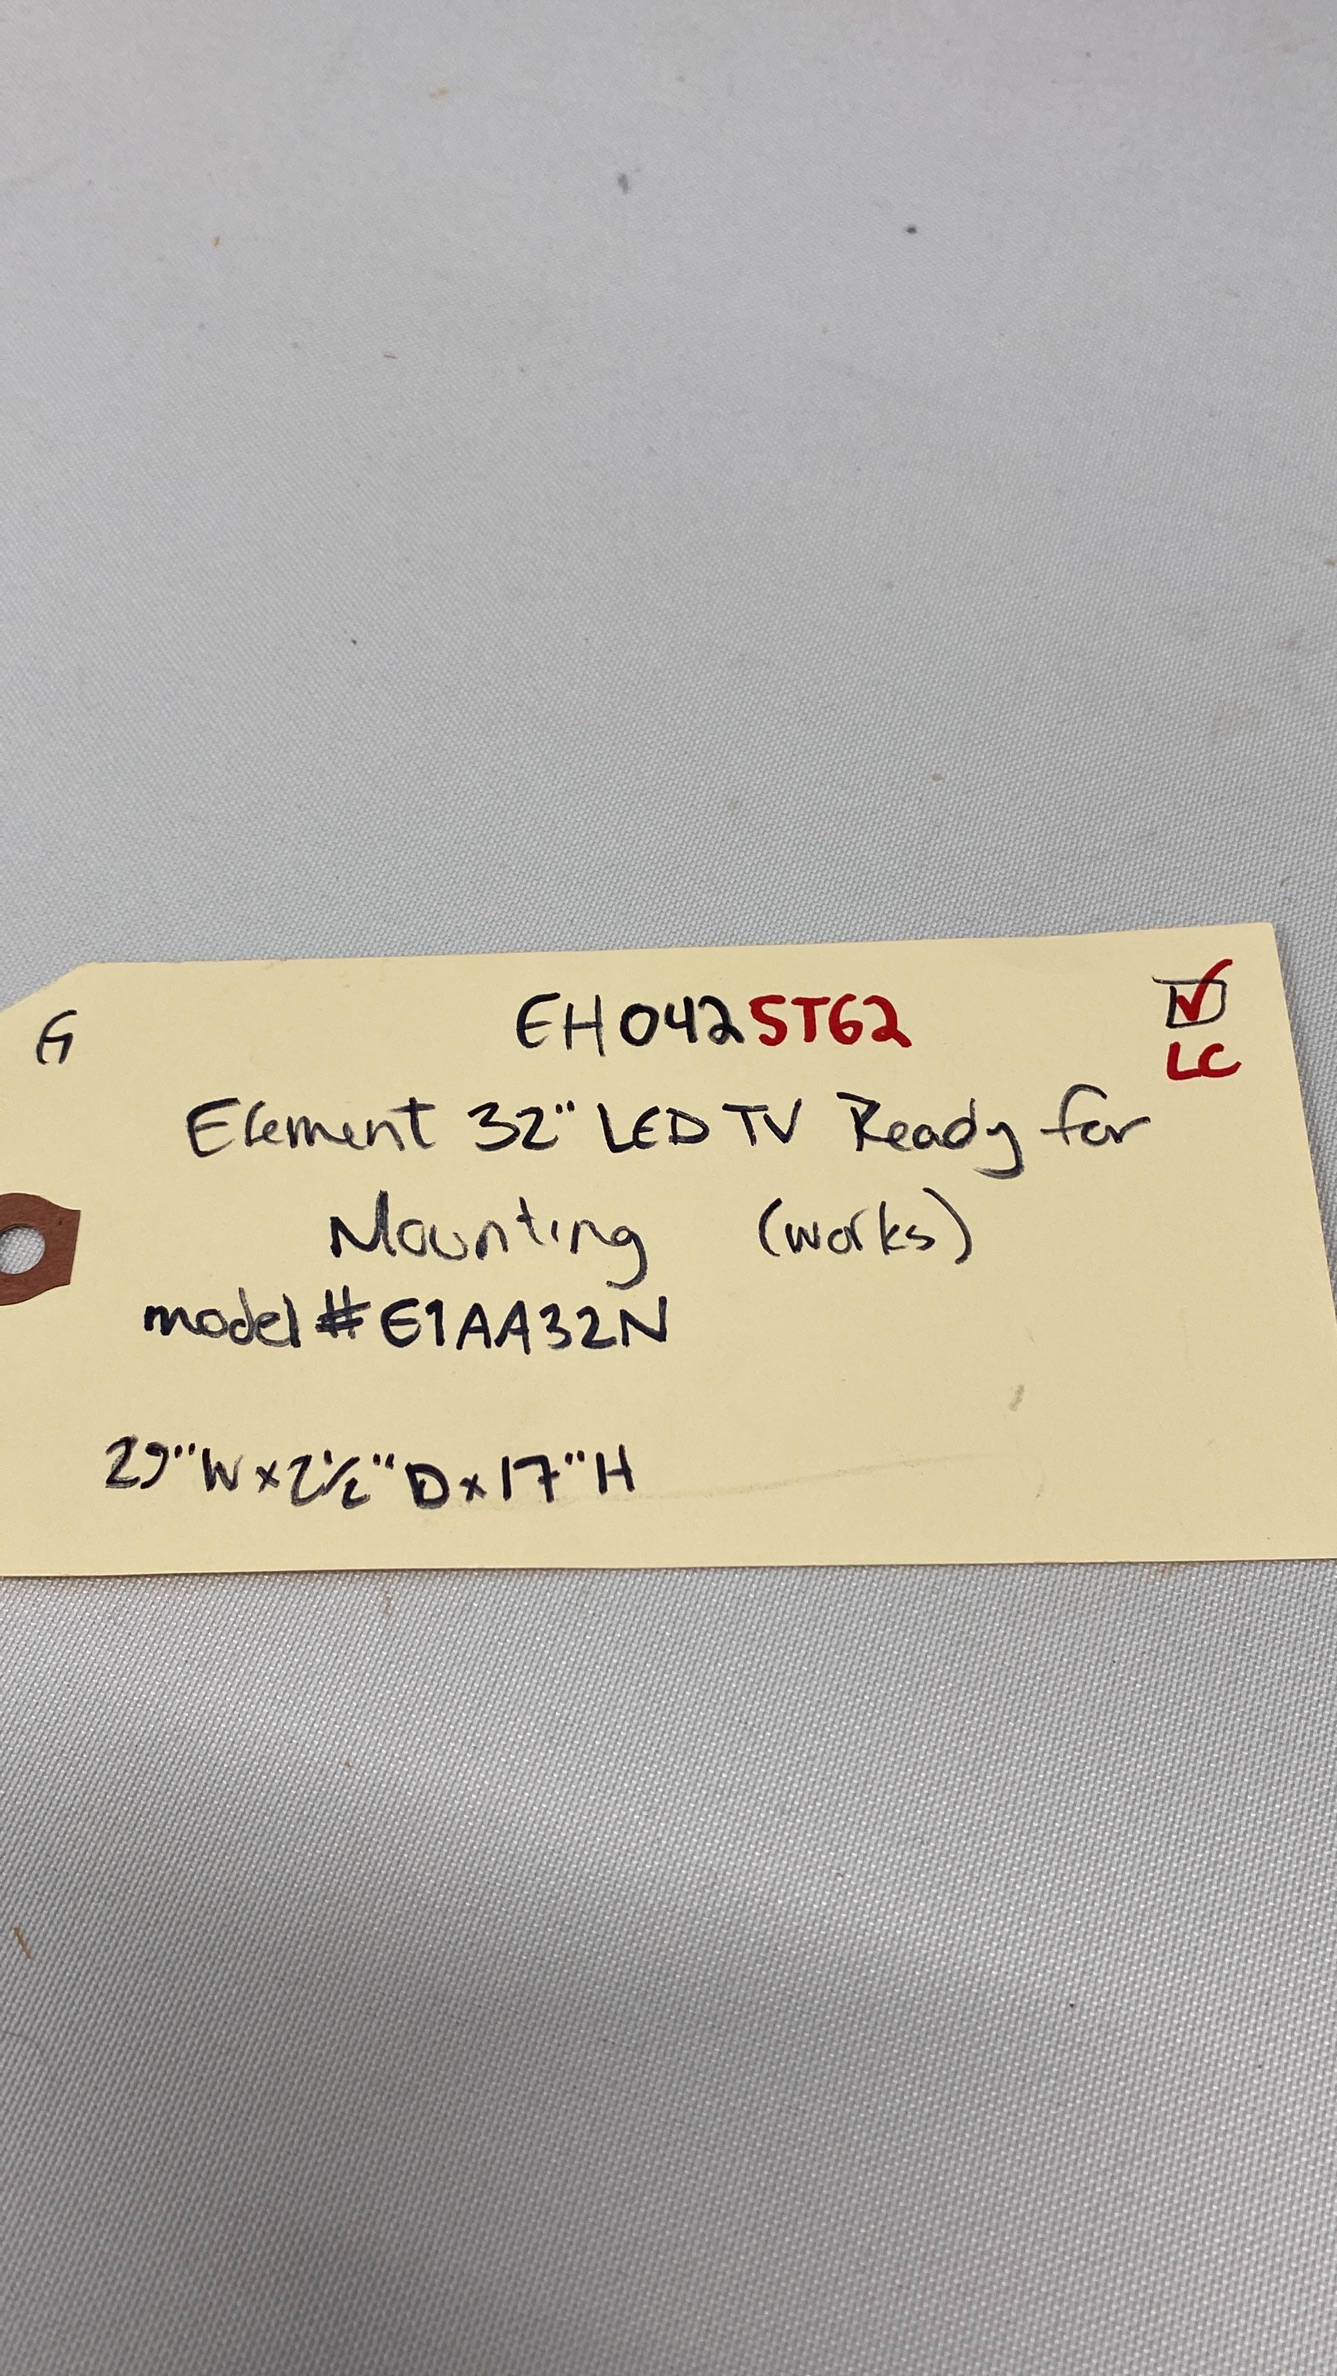 G
EH042ST62
☑
LC
Element 32" LED TV Ready for
Mounting (works)
model # E1AA32N
29"W x 2½"D x 17"H